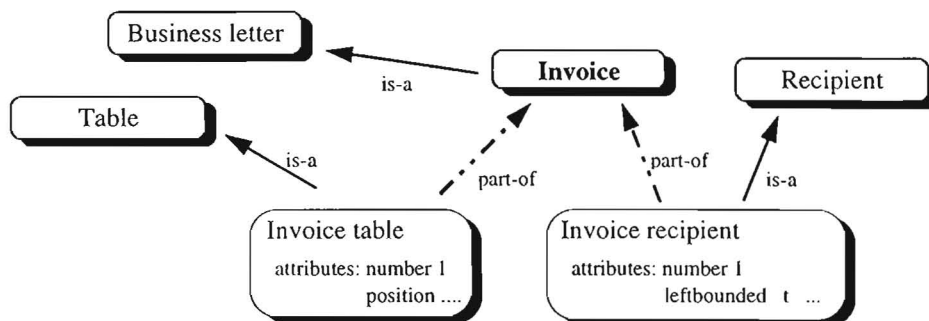 Business letter
Invoice
is-a
Recipient
Table
is-a
part-of
part-of
is-a
Invoice table
attributes: number 1
position ....
Invoice recipient
attributes: number 1
leftbounded t ...